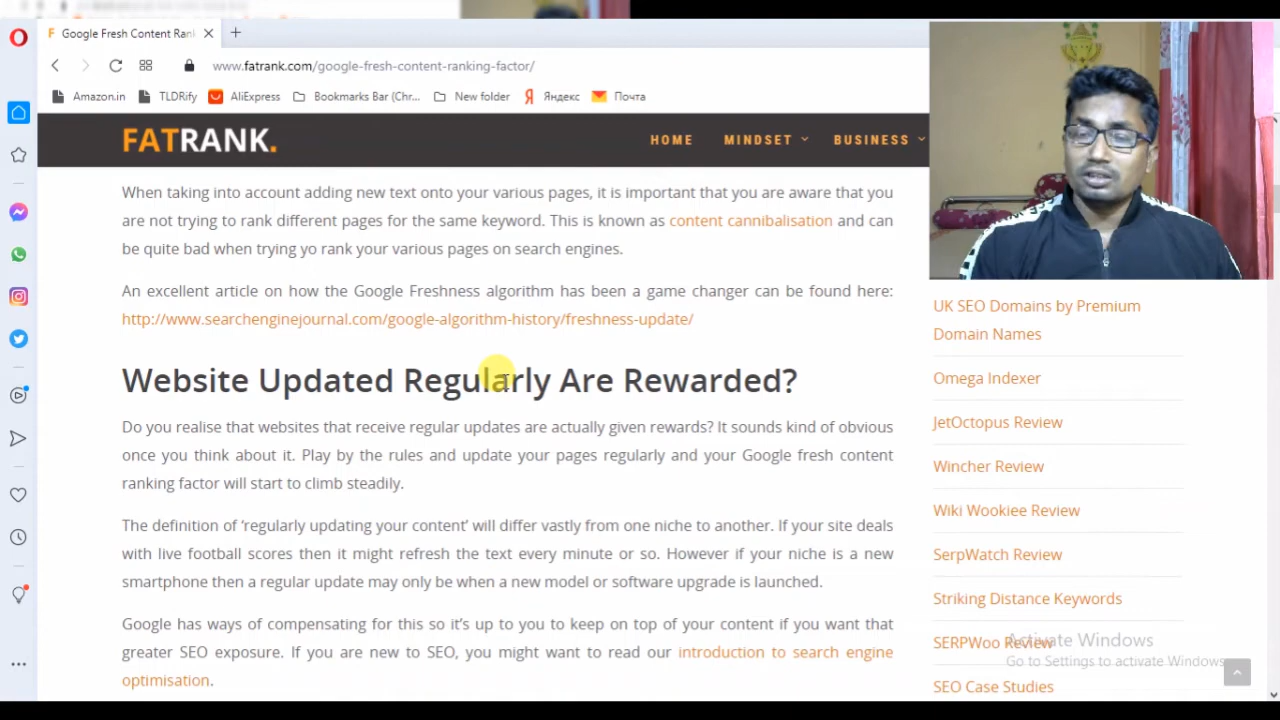 Google Fresh Content Ran
www.fatrank.com/google-fresh-content-ranking-factor/
Amazon.in
TLDRify
AliExpress
Bookmarks Bar (Chr...
New folder
Яндекс
Почта
FATRANK.
HOME
MINDSET
BUSINESS
When taking into account adding new text onto your various pages, it is important that you are aware that you
are not trying to rank different pages for the same keyword. This is known as content cannibalisation and can
be quite bad when trying yo rank your various pages on search engines.
An excellent article on how the Google Freshness algorithm has been a game changer can be found here:
http://www.searchenginejournal.com/google-algorithm-history/freshness-update/
Website Updated Regularly Are Rewarded?
Do you realise that websites that receive regular updates are actually given rewards? It sounds kind of obvious
once you think about it. Play by the rules and update your pages regularly and your Google fresh content
ranking factor will start to climb steadily.
The definition of ‘regularly updating your content’ will differ vastly from one niche to another. If your site deals
with live football scores then it might refresh the text every minute or so. However if your niche is a new
smartphone then a regular update may only be when a new model or software upgrade is launched.
Google has ways of compensating for this so it’s up to you to keep on top of your content if you want that
greater SEO exposure. If you are new to SEO, you might want to read our introduction to search engine
optimisation.
UK SEO Domains by Premium
Domain Names
Omega Indexer
JetOctopus Review
Wincher Review
Wiki Wookiee Review
SerpWatch Review
Striking Distance Keywords
SERPWoo Review
SEO Case Studies
Activate Windows
Go to Settings to activate Windows.